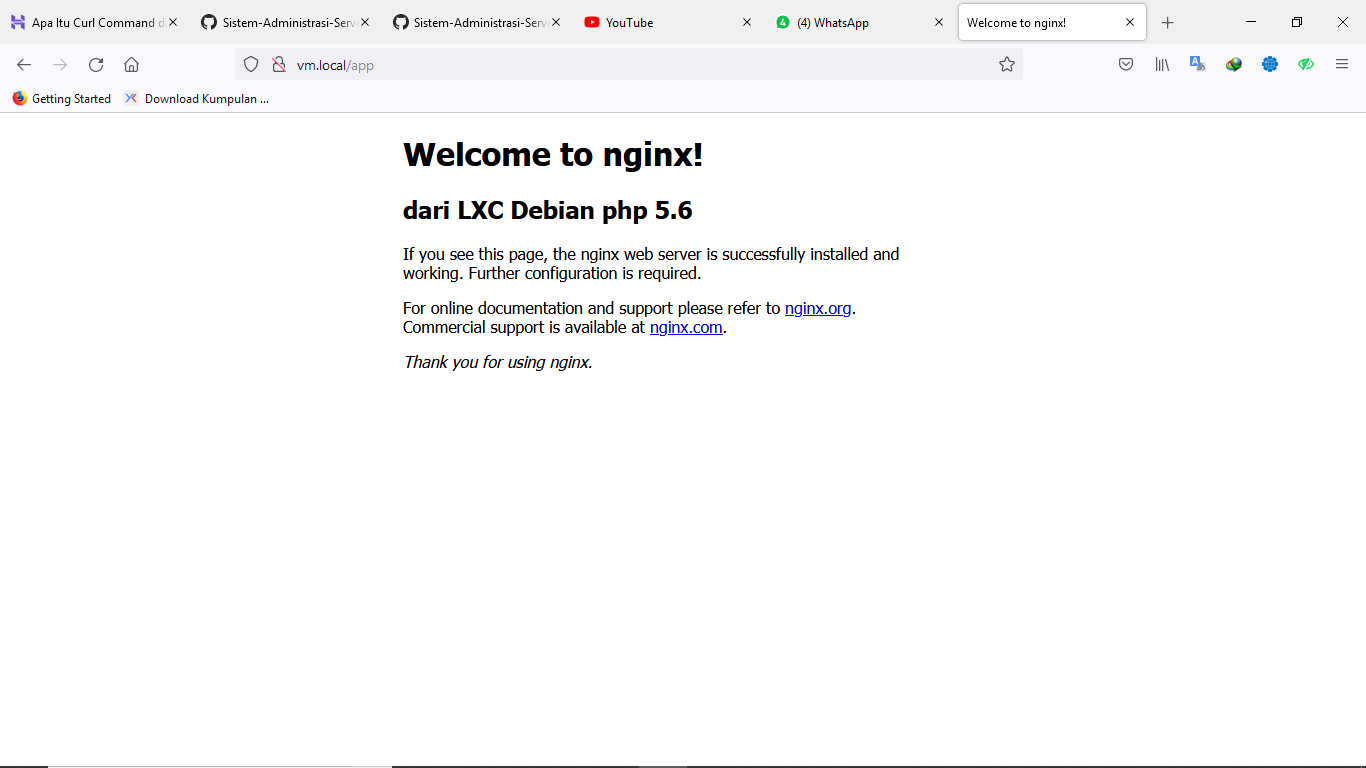 Apa Itu Curl Command d
Sistem-Administrasi-Serv
Sistem-Administrasi-Serv
YouTube
4
(4) WhatsApp
Welcome to nginx!
vm.local/app
Getting Started
Download Kumpulan ...
Welcome to nginx!
dari LXC Debian php 5.6
If you see this page, the nginx web server is successfully installed and
working. Further configuration is required.
For online documentation and support please refer to nginx.org.
Commercial support is available at nginx.com.
Thank you for using nginx.